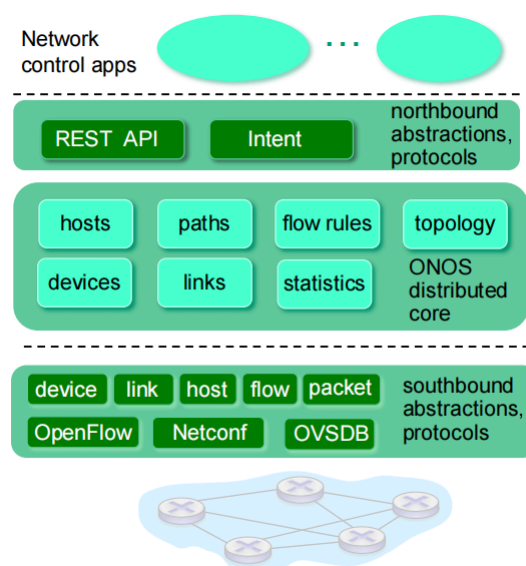 Network
control apps
...
REST API
Intent
northbound
abstractions,
protocols
hosts
paths
flow rules
topology
devices
links
statistics
ONOS
distributed
core
device
link
host
flow
packet
OpenFlow
Netconf
OVSDB
southbound
abstractions,
protocols